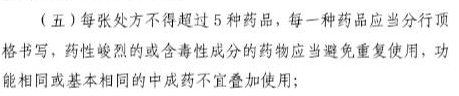 （五）每张处方不得超过 5 种药品，每一种药品应当分行顶
格书写，药性峻烈的或含毒性成分的药物应当避免重复使用，功
能相同或基本相同的中成药不宜叠加使用；